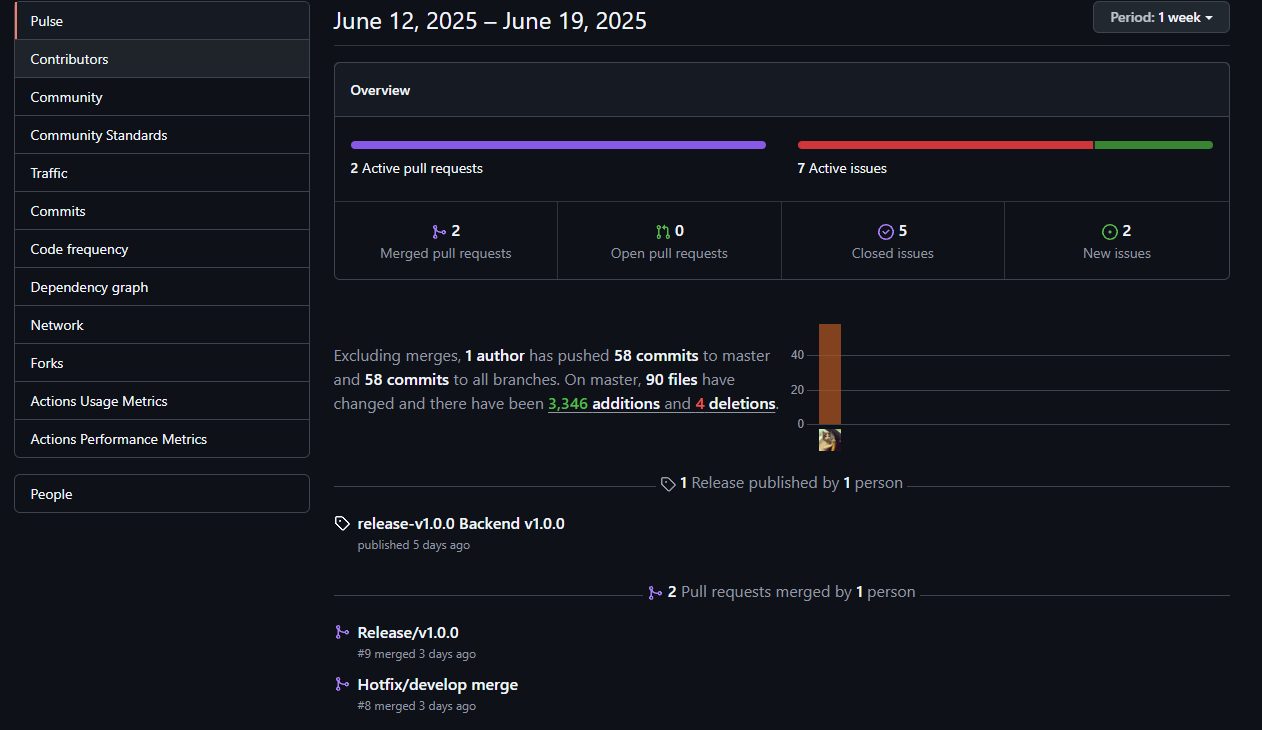 Pulse
Contributors
Community
Community Standards
Traffic
Commits
Code frequency
Dependency graph
Network
Forks
Actions Usage Metrics
Actions Performance Metrics
People
June 12, 2025 – June 19, 2025
Period: 1 week
Overview
2 Active pull requests
7 Active issues
2
Merged pull requests
0
Open pull requests
5
Closed issues
2
New issues
Excluding merges, 1 author has pushed 58 commits to master
and 58 commits to all branches. On master, 90 files have
changed and there have been 3,346 additions and 4 deletions.
40
20
0
1 Release published by 1 person
release-v1.0.0 Backend v1.0.0
published 5 days ago
2 Pull requests merged by 1 person
Release/v1.0.0
#9 merged 3 days ago
Hotfix/develop merge
#8 merged 3 days ago